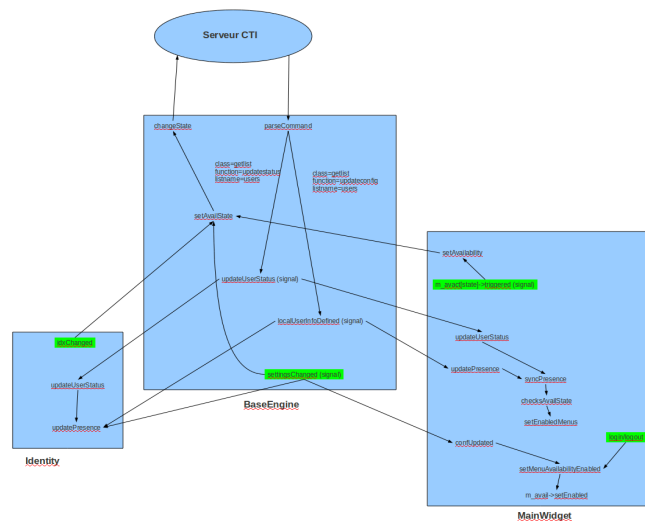 Serveur CTI
changeState
parseCommand
class=getlist
function=updatestatus
listname=users
class=getlist
function=updateconfig
listname=users
setAvailState
setAvailability
updateUserStatus (signal)
m_avact[state]->triggered (signal)
localUserInfoDefined (signal)
idxChanged
updateUserStatus
updatePresence
syncPresence
settingsChanged (signal)
updateUserStatus
checksAvailState
BaseEngine
setEnabledMenus
updatePresence
confUpdated
login/logout
Identity
setMenuAvailabilityEnabled
m_avail->setEnabled
MainWidget